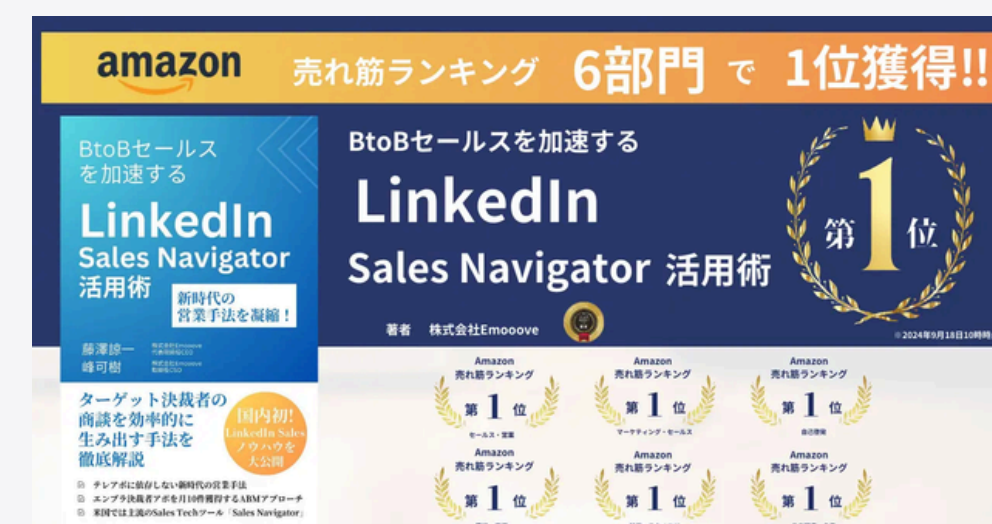 amazon 売れ筋ランキング 6部門 で 1位獲得!!
BtoBセールス
を加速する
LinkedIn
Sales Navigator
活用術
新時代の
営業手法を凝縮！
藤澤諒一
峰可樹
ターゲット決裁者の
商談を効率的に
生み出す手法を
徹底解説
国内初!
LinkedIn Sales
ノウハウを
大公開
テレアポに依存しない新時代の営業手法
エンプラ決裁者アポを月10件獲得するABMアプローチ
米国では主流のSales Techツール「Sales Navigator」
BtoBセールスを加速する
LinkedIn
Sales Navigator 活用術
著者 株式会社Emooove
第 1 位
※2024年9月18日10時時
Amazon
売れ筋ランキング
第 1 位
セールス・営業
Amazon
売れ筋ランキング
第 1 位
マーケティング・セールス
Amazon
売れ筋ランキング
第 1 位
自己啓発
Amazon
売れ筋ランキング
第 1 位
Amazon
売れ筋ランキング
第 1 位
Amazon
売れ筋ランキング
第 1 位